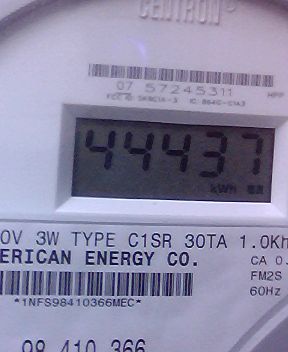 CENTRON
07 57245311
44437
kWh
0V 3W TYPE C1SR 30TA 1.0Kh
ERICAN ENERGY CO.
CA 0.
FM2S
60Hz
*1NFS98410366MEC*
98 410 366